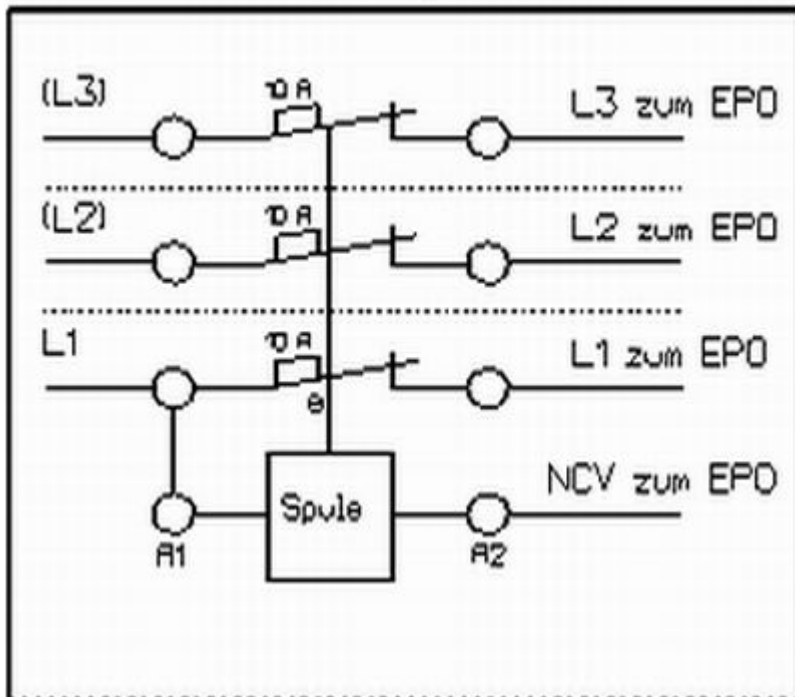 10 A
(L3) L3 zum EPO
10 A
(L2) L2 zum EPO
10 A
L1 L1 zum EPO
θ
NCV zum EPO
Spule
A1 A2